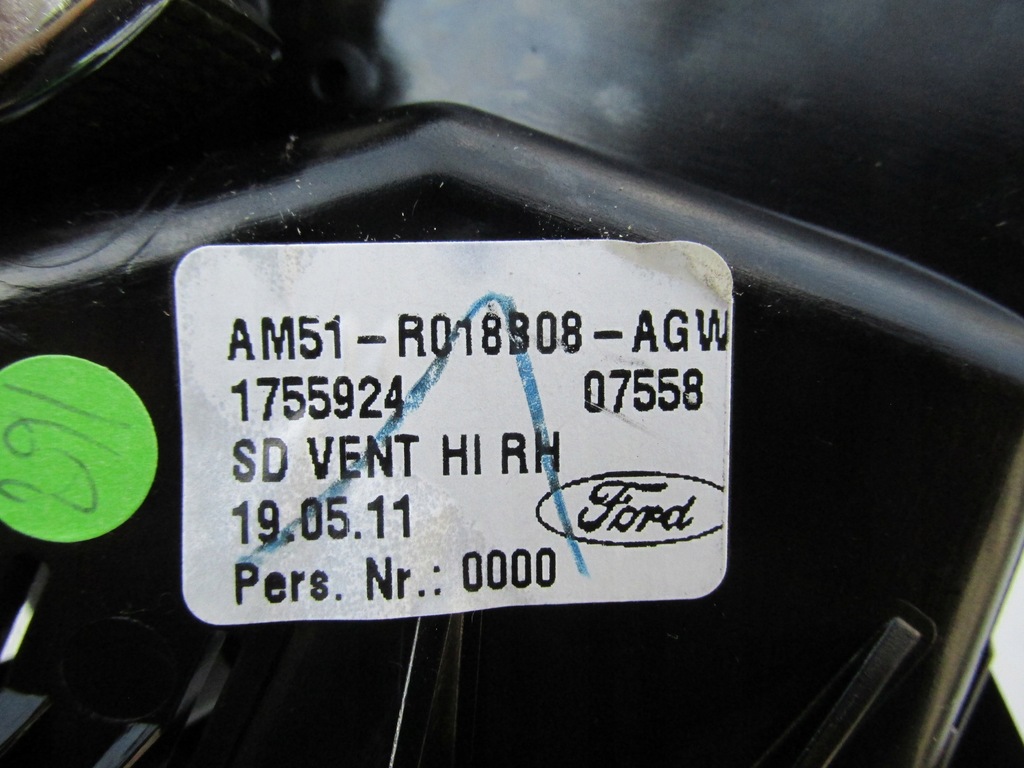 AM51-R018B08-AGW
1755924 07558
SD VENT HI RH
19.05.11
Ford
Pers. Nr.: 0000